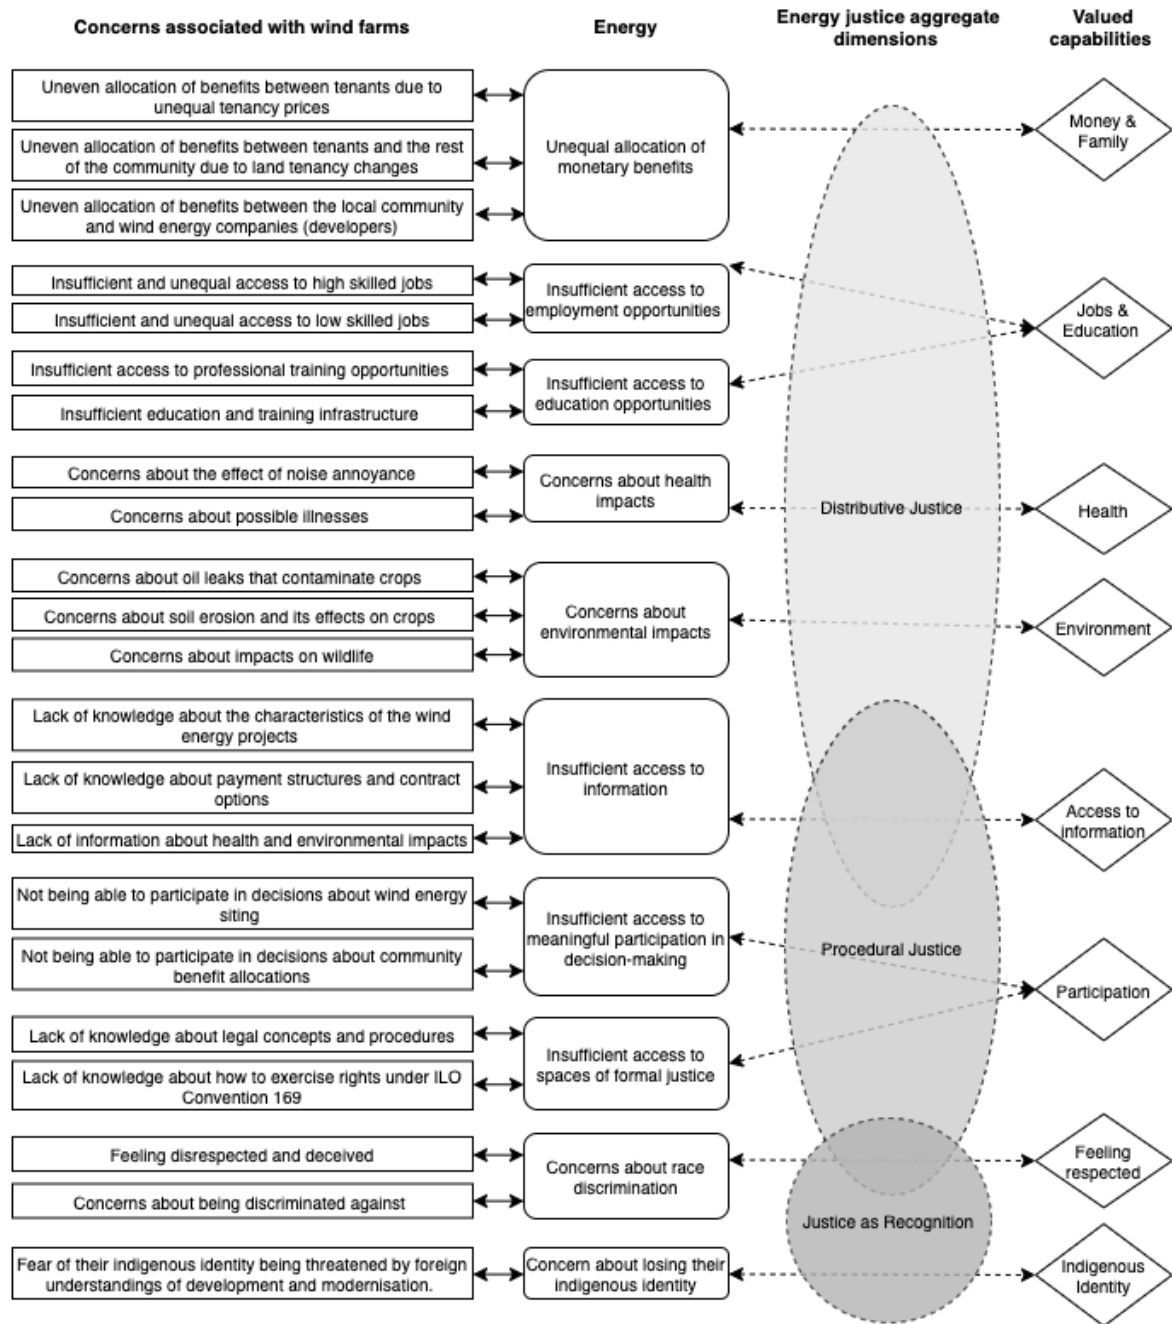 Concerns associated with wind farms
Energy
Energy justice aggregate
dimensions
Valued
capabilities
Uneven allocation of benefits between tenants due to
unequal tenancy prices
Uneven allocation of benefits between tenants and the rest
of the community due to land tenancy changes
Uneven allocation of benefits between the local community
and wind energy companies (developers)
Unequal allocation of
monetary benefits
Money &
Family
Insufficient and unequal access to high skilled jobs
Insufficient and unequal access to low skilled jobs
Insufficient access to
employment opportunities
Jobs &
Education
Insufficient access to professional training opportunities
Insufficient education and training infrastructure
Insufficient access to
education opportunities
Concerns about the effect of noise annoyance
Concerns about possible illnesses
Concerns about health
impacts
Distributive Justice
Health
Concerns about oil leaks that contaminate crops
Concerns about soil erosion and its effects on crops
Concerns about impacts on wildlife
Concerns about
environmental impacts
Environment
Lack of knowledge about the characteristics of the wind
energy projects
Lack of knowledge about payment structures and contract
options
Lack of information about health and environmental impacts
Insufficient access to
information
Access to
information
Not being able to participate in decisions about wind energy
siting
Not being able to participate in decisions about community
benefit allocations
Insufficient access to
meaningful participation in
decision-making
Procedural Justice
Participation
Lack of knowledge about legal concepts and procedures
Lack of knowledge about how to exercise rights under ILO
Convention 169
Insufficient access to
spaces of formal justice
Feeling disrespected and deceived
Concerns about being discriminated against
Concerns about race
discrimination
Feeling
respected
Justice as Recognition
Fear of their indigenous identity being threatened by foreign
understandings of development and modernisation.
Concern about losing their
indigenous identity
Indigenous
Identity